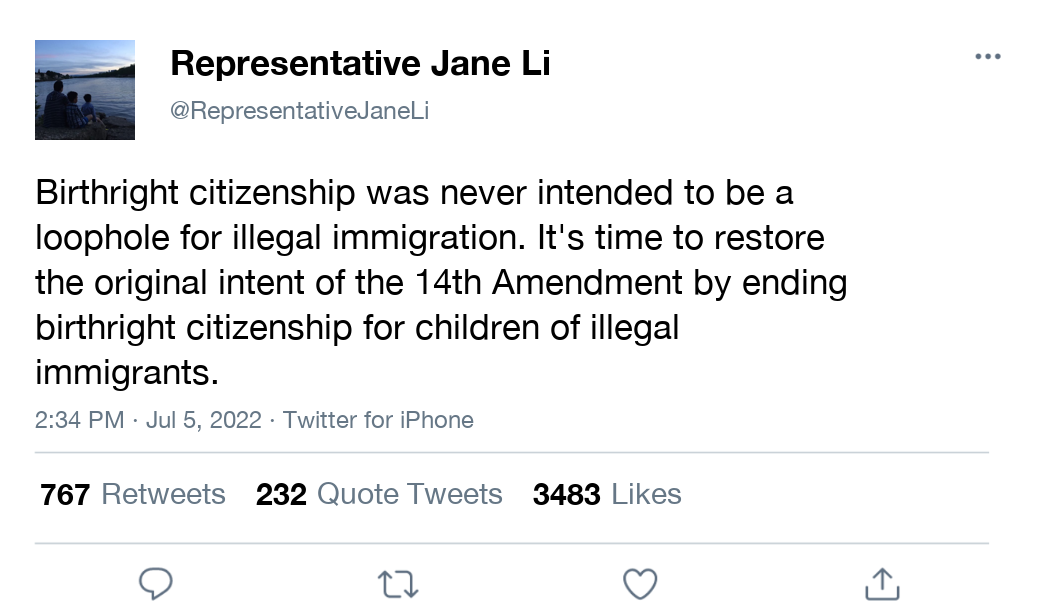 Representative Jane Li
@RepresentativeJaneLi
Birthright citizenship was never intended to be a
loophole for illegal immigration. It's time to restore
the original intent of the 14th Amendment by ending
birthright citizenship for children of illegal
immigrants.
2:34 PM · Jul 5, 2022 · Twitter for iPhone
767 Retweets 232 Quote Tweets 3483 Likes